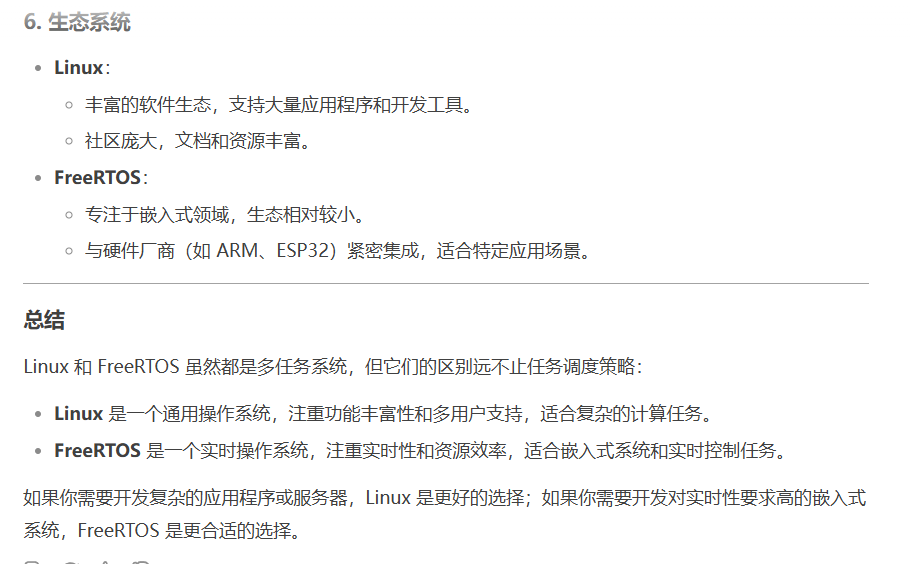 6. 生态系统
Linux：
丰富的软件生态，支持大量应用程序和开发工具。
社区庞大，文档和资源丰富。
FreeRTOS：
专注于嵌入式领域，生态相对较小。
与硬件厂商（如 ARM、ESP32）紧密集成，适合特定应用场景。
总结
Linux 和 FreeRTOS 虽然都是多任务系统，但它们的区别远不止任务调度策略：
Linux 是一个通用操作系统，注重功能丰富性和多用户支持，适合复杂的计算任务。
FreeRTOS 是一个实时操作系统，注重实时性和资源效率，适合嵌入式系统和实时控制任务。
如果你需要开发复杂的应用程序或服务器，Linux 是更好的选择；如果你需要开发对实时性要求高的嵌入式
系统，FreeRTOS 是更合适的选择。